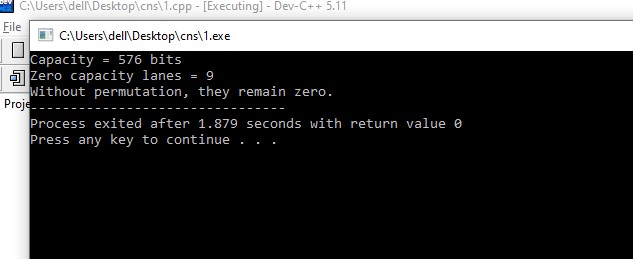 C:\Users\dell\Desktop\cns\1.cpp - [Executing] - Dev-C++ 5.11
File
C:\Users\dell\Desktop\cns\1.exe
Capacity = 576 bits
Zero capacity lanes = 9
Without permutation, they remain zero.
--------------------------------
Process exited after 1.879 seconds with return value 0
Press any key to continue . . .